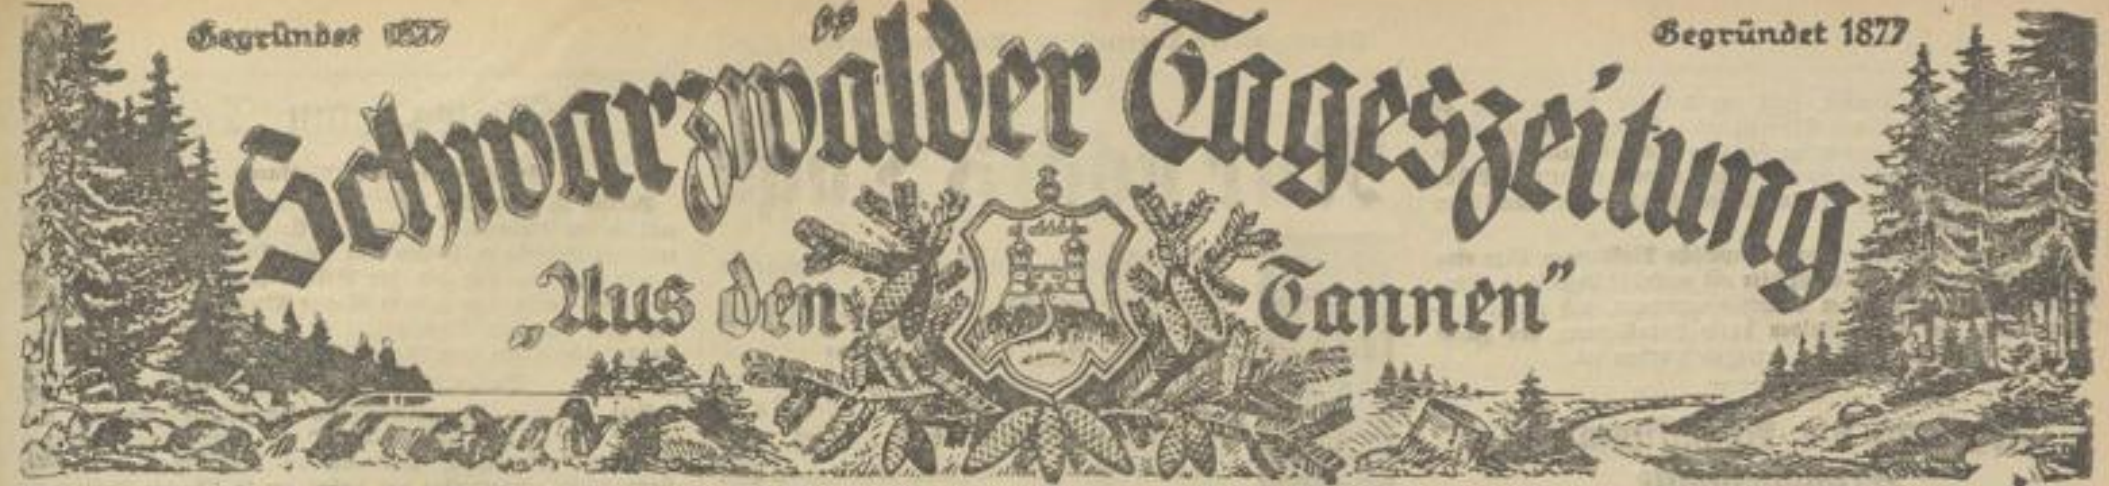 Gegründet 1877
Gegründet 1877
Schwarzwälder Tageszeitung
„Aus den Tannen“